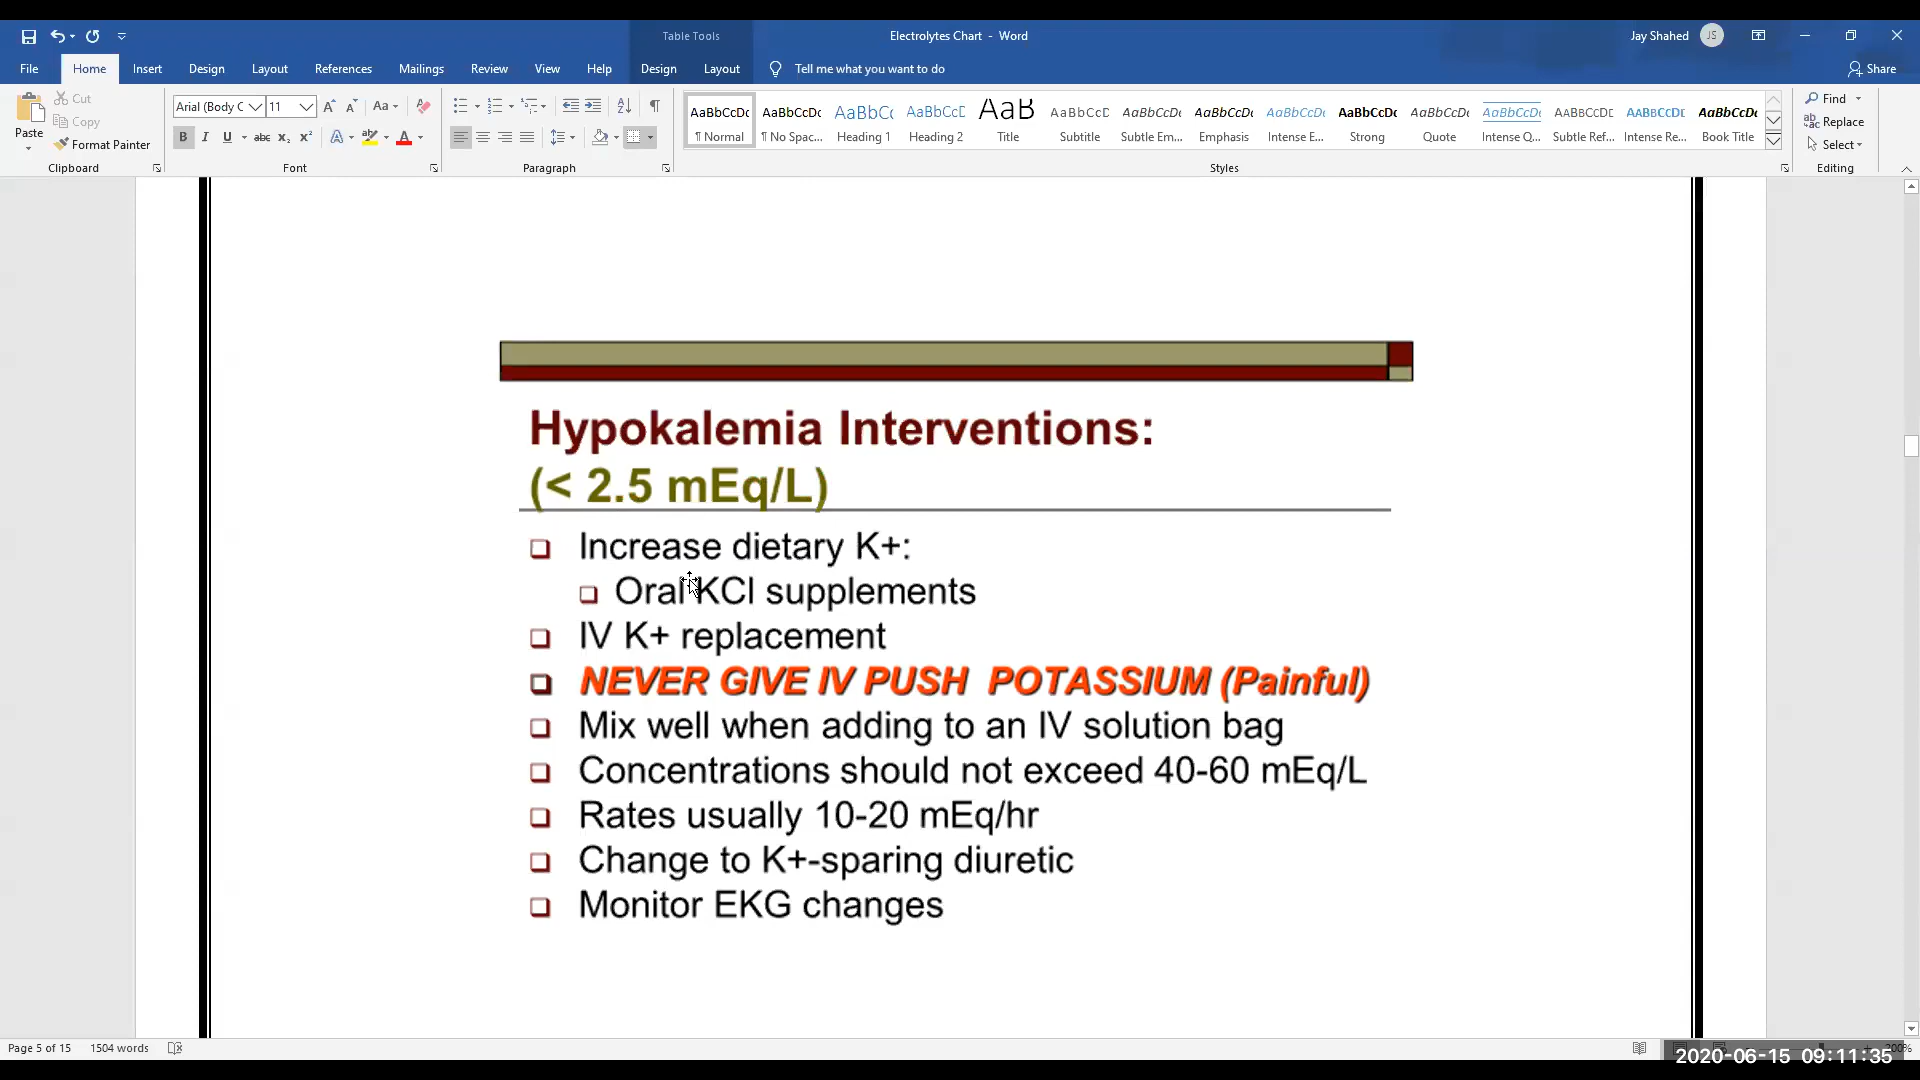 Table Tools
Electrolytes Chart - Word
Jay Shahed
JS
File
Home
Insert
Design
Layout
References
Mailings
Review
View
Help
Design
Layout
Tell me what you want to do
Share
Paste
Cut
Copy
Format Painter
Clipboard
Arial (Body C
11
Font
Paragraph
AaBbCcDc
¶ Normal
AaBbCcDc
¶ No Spac...
AaBbCc
Heading 1
AaBbCcD
Heading 2
AaB
Title
AaBbCcD
Subtitle
AaBbCcDc
Subtle Em...
AaBbCcDc
Emphasis
AaBbCcDc
Intense E...
AaBbCcDc
Strong
AaBbCcDc
Quote
AaBbCcDc
Intense Q...
AABBCCDD
Subtle Ref...
AABBCCDD
Intense Re...
AaBbCcDc
Book Title
Styles
Find
Replace
Select
Editing
Hypokalemia Interventions:
(< 2.5 mEq/L)
Increase dietary K+:
Oral KCl supplements
IV K+ replacement
NEVER GIVE IV PUSH POTASSIUM (Painful)
Mix well when adding to an IV solution bag
Concentrations should not exceed 40-60 mEq/L
Rates usually 10-20 mEq/hr
Change to K+-sparing diuretic
Monitor EKG changes
Page 5 of 15
1504 words
200%
2020-06-15 09:11:35